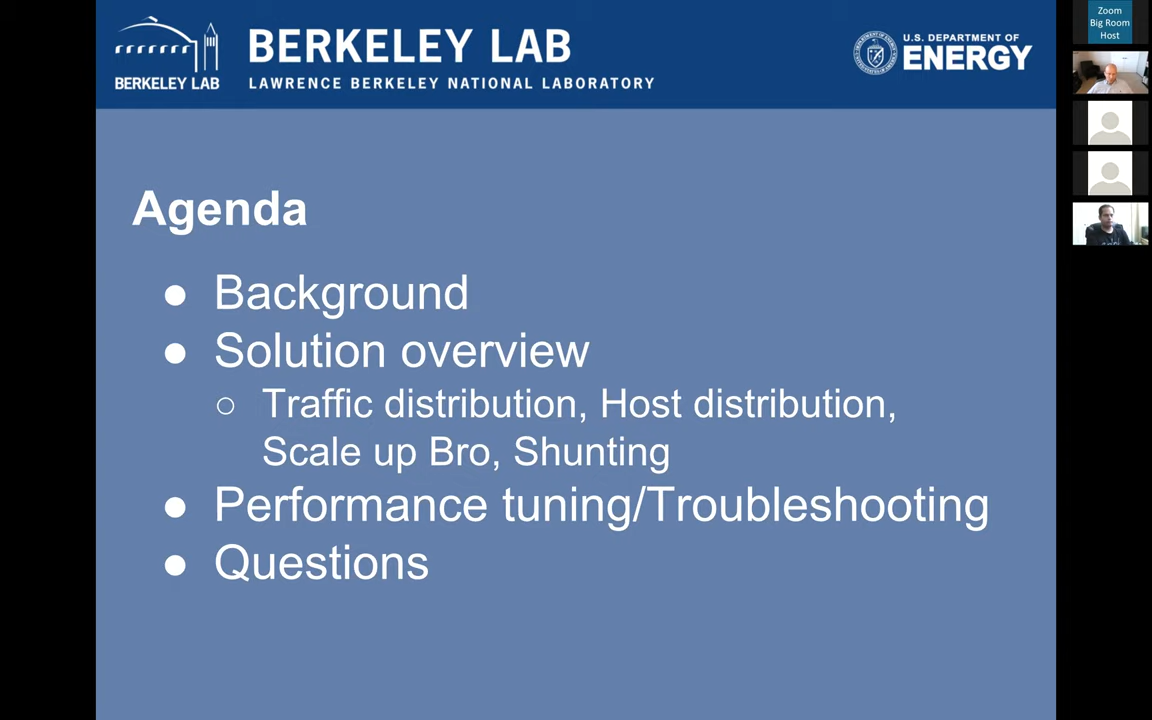 BERKELEY LAB
BERKELEY LAB
LAWRENCE BERKELEY NATIONAL LABORATORY
U.S. DEPARTMENT OF
ENERGY
Zoom
Big Room
Host
Agenda
● Background
● Solution overview
○ Traffic distribution, Host distribution,
Scale up Bro, Shunting
● Performance tuning/Troubleshooting
● Questions